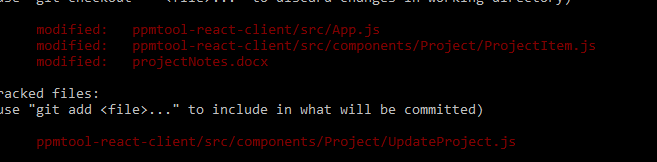 use "git checkout -- <file>..." to discard changes in working directory)
modified: ppmtool-react-client/src/App.js
modified: ppmtool-react-client/src/components/Project/ProjectItem.js
modified: projectNotes.docx
racked files:
use "git add <file>..." to include in what will be committed)
ppmtool-react-client/src/components/Project/UpdateProject.js